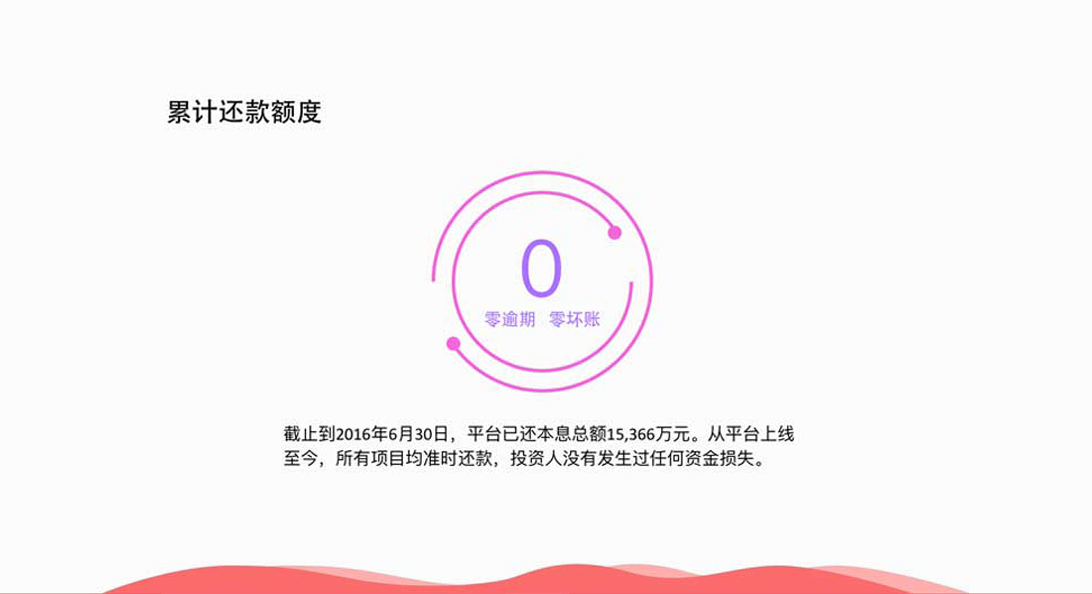 累计还款额度
0
零逾期 零坏账
截止到2016年6月30日，平台已还本息总额15,366万元。从平台上线
至今，所有项目均准时还款，投资人没有发生过任何资金损失。